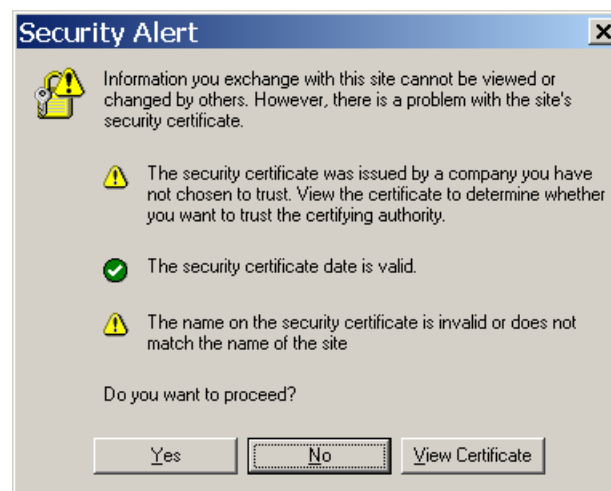 Security Alert
Information you exchange with this site cannot be viewed or
changed by others. However, there is a problem with the site's
security certificate.
The security certificate was issued by a company you have
not chosen to trust. View the certificate to determine whether
you want to trust the certifying authority.
The security certificate date is valid.
The name on the security certificate is invalid or does not
match the name of the site
Do you want to proceed?
Yes No View Certificate